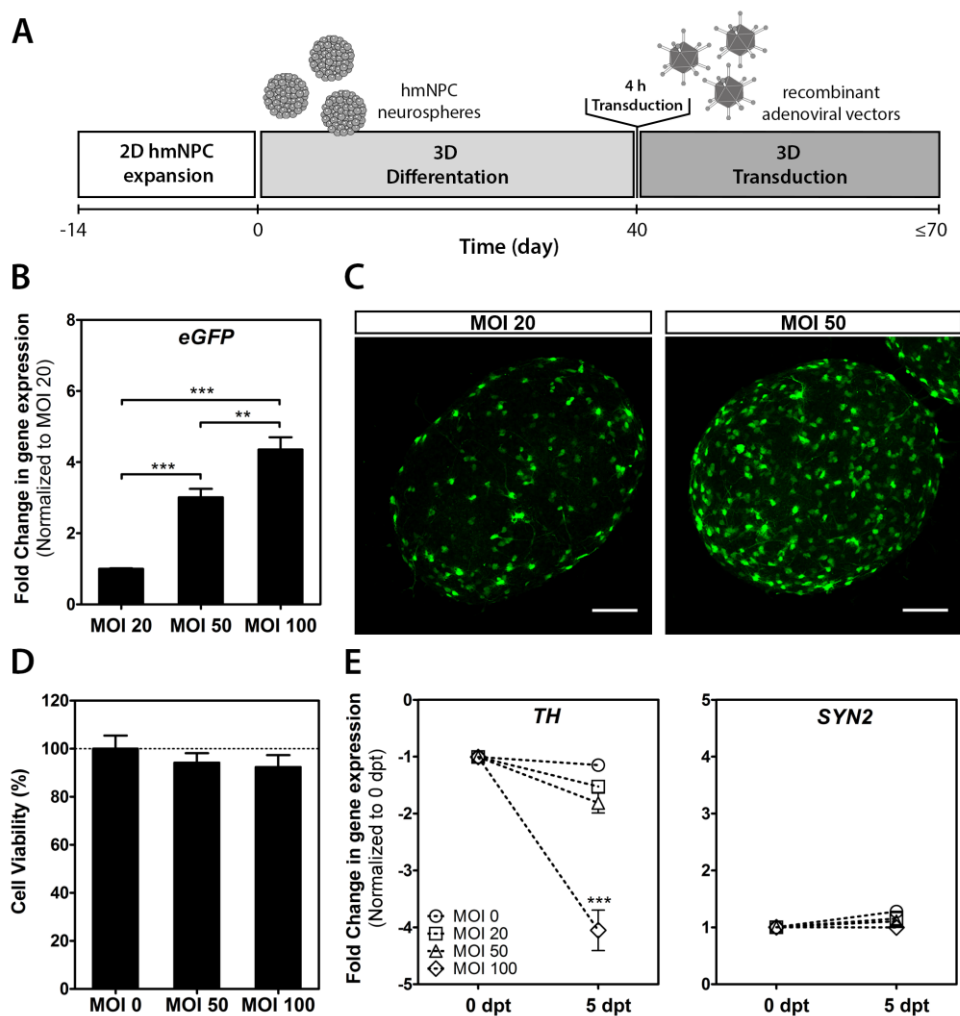 A
hmNPC
neurospheres
4 h
Transduction
recombinant
adenoviral vectors
2D hmNPC
expansion
3D
Differentation
3D
Transduction
-14
0
40
≤70
Time (day)
B
eGFP
Fold Change in gene expression
(Normalized to MOI 20)
8
6
4
2
0
***
**
***
MOI 20
MOI 50
MOI 100
C
MOI 20
MOI 50
D
Cell Viability (%)
120
100
80
60
40
20
0
MOI 0
MOI 50
MOI 100
E
Fold Change in gene expression
(Normalized to 0 dpt)
TH
0
-1
-2
-3
-4
-5
***
MOI 0
MOI 20
MOI 50
MOI 100
0 dpt
5 dpt
SYN2
5
4
3
2
1
0
0 dpt
5 dpt